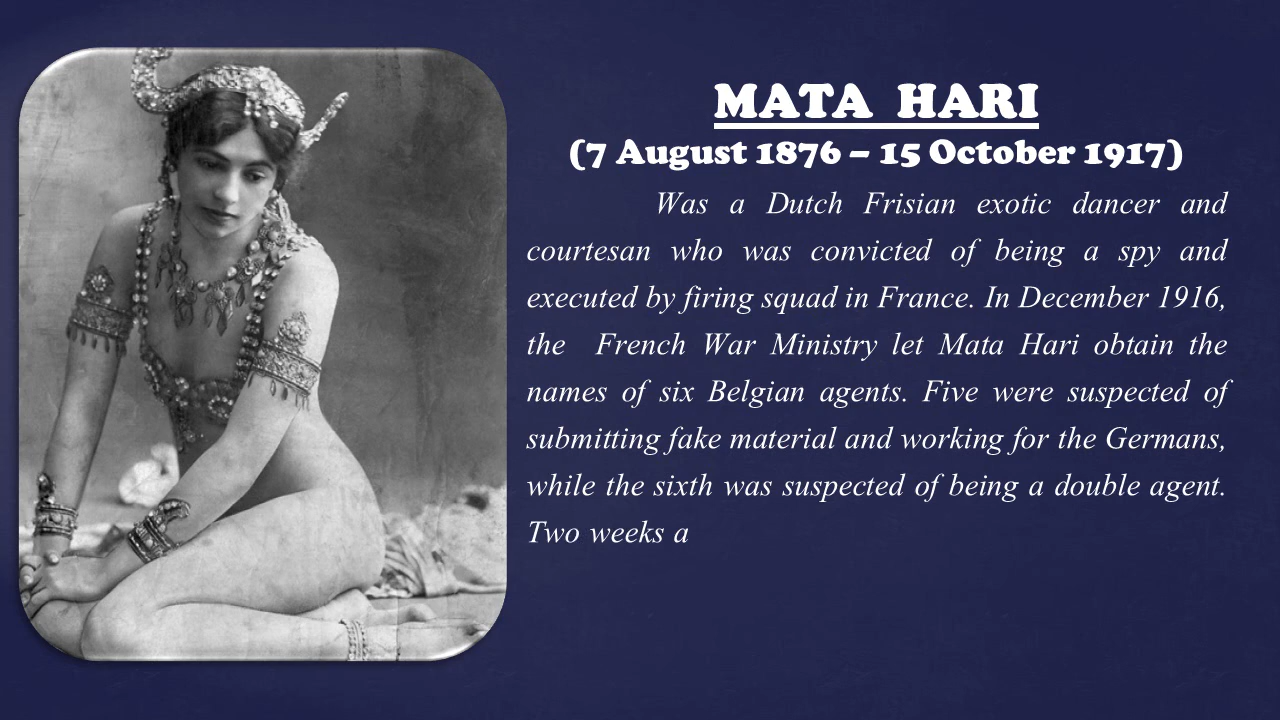 MATA HARI
(7 August 1876 – 15 October 1917)
Was a Dutch Frisian exotic dancer and
courtesan who was convicted of being a spy and
executed by firing squad in France. In December 1916,
the French War Ministry let Mata Hari obtain the
names of six Belgian agents. Five were suspected of
submitting fake material and working for the Germans,
while the sixth was suspected of being a double agent.
Two weeks a